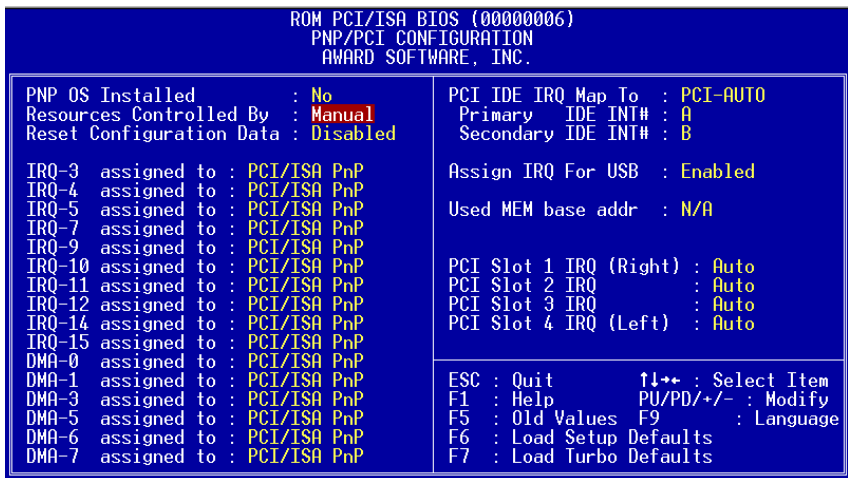 ROM PCI/ISA BIOS (00000006)
PNP/PCI CONFIGURATION
AWARD SOFTWARE, INC.
PNP OS Installed : No
Resources Controlled By : Manual
Reset Configuration Data : Disabled
IRQ-3 assigned to : PCI/ISA PnP
IRQ-4 assigned to : PCI/ISA PnP
IRQ-5 assigned to : PCI/ISA PnP
IRQ-7 assigned to : PCI/ISA PnP
IRQ-9 assigned to : PCI/ISA PnP
IRQ-10 assigned to : PCI/ISA PnP
IRQ-11 assigned to : PCI/ISA PnP
IRQ-12 assigned to : PCI/ISA PnP
IRQ-14 assigned to : PCI/ISA PnP
IRQ-15 assigned to : PCI/ISA PnP
DMA-0 assigned to : PCI/ISA PnP
DMA-1 assigned to : PCI/ISA PnP
DMA-3 assigned to : PCI/ISA PnP
DMA-5 assigned to : PCI/ISA PnP
DMA-6 assigned to : PCI/ISA PnP
DMA-7 assigned to : PCI/ISA PnP
PCI IDE IRQ Map To : PCI-AUTO
Primary IDE INT# : A
Secondary IDE INT# : B
Assign IRQ For USB : Enabled
Used MEM base addr : N/A
PCI Slot 1 IRQ (Right) : Auto
PCI Slot 2 IRQ : Auto
PCI Slot 3 IRQ : Auto
PCI Slot 4 IRQ (Left) : Auto
ESC : Quit ↑↓→← : Select Item
F1 : Help PU/PD/+/- : Modify
F5 : Old Values F9 : Language
F6 : Load Setup Defaults
F7 : Load Turbo Defaults